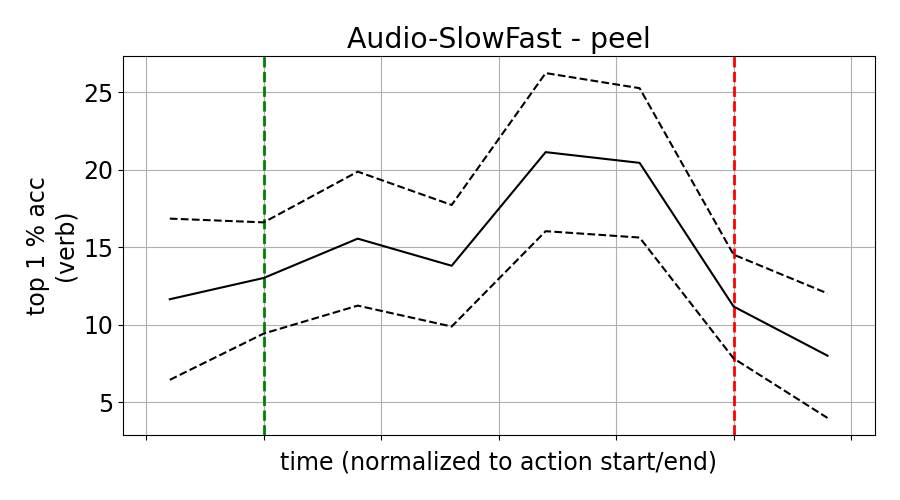 Audio-SlowFast - peel
25
20
15
10
5
top 1 % acc
(verb)
time (normalized to action start/end)